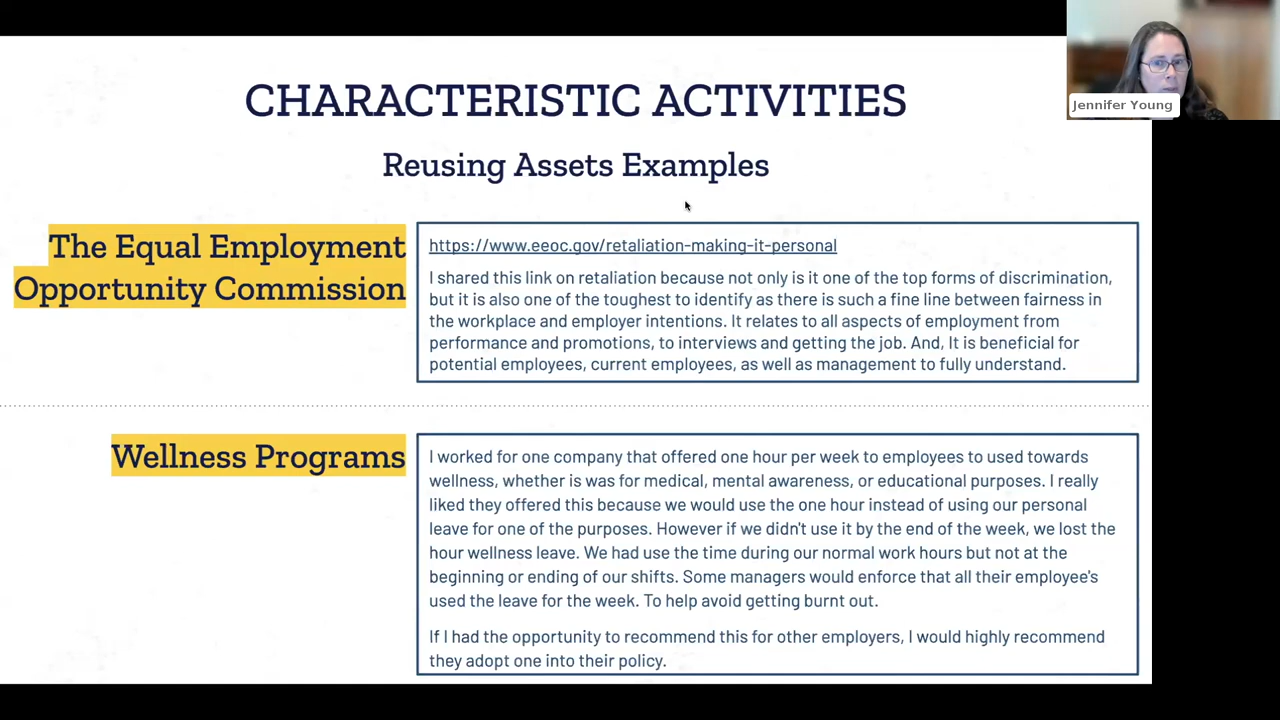 CHARACTERISTIC ACTIVITIES
Jennifer Young
Reusing Assets Examples
The Equal Employment
Opportunity Commission
https://www.eeoc.gov/retaliation-making-it-personal
I shared this link on retaliation because not only is it one of the top forms of discrimination,
but it is also one of the toughest to identify as there is such a fine line between fairness in
the workplace and employer intentions. It relates to all aspects of employment from
performance and promotions, to interviews and getting the job. And, It is beneficial for
potential employees, current employees, as well as management to fully understand.
Wellness Programs
I worked for one company that offered one hour per week to employees to used towards
wellness, whether is was for medical, mental awareness, or educational purposes. I really
liked they offered this because we would use the one hour instead of using our personal
leave for one of the purposes. However if we didn't use it by the end of the week, we lost the
hour wellness leave. We had use the time during our normal work hours but not at the
beginning or ending of our shifts. Some managers would enforce that all their employee's
used the leave for the week. To help avoid getting burnt out.
If I had the opportunity to recommend this for other employers, I would highly recommend
they adopt one into their policy.